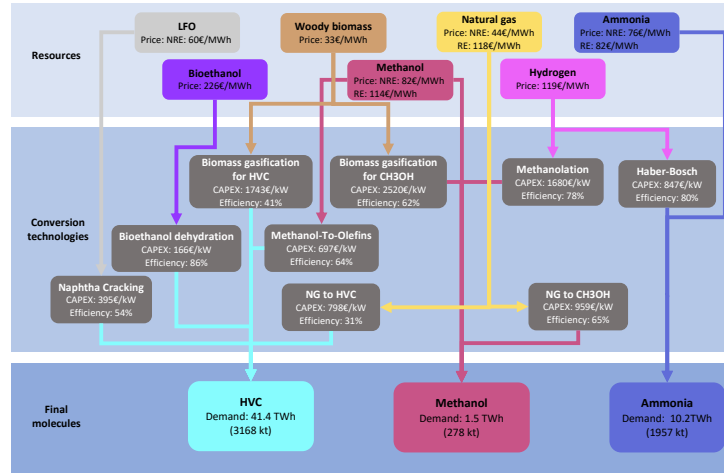 LFO
Price: NRE: 60€/MWh
Woody biomass
Price: 33€/MWh
Natural gas
Price: NRE: 44€/MWh
RE: 118€/MWh
Ammonia
Price: NRE: 76€/MWh
RE: 82€/MWh
Resources
Bioethanol
Price: 226€/MWh
Methanol
Price: NRE: 82€/MWh
RE: 114€/MWh
Hydrogen
Price: 119€/MWh
Biomass gasification
for HVC
CAPEX: 1743€/kW
Efficiency: 41%
Biomass gasification
for CH3OH
CAPEX: 2520€/kW
Efficiency: 62%
Methanolation
CAPEX: 1680€/kW
Efficiency: 78%
Haber-Bosch
CAPEX: 847€/kW
Efficiency: 80%
Conversion
technologies
Bioethanol dehydration
CAPEX: 166€/kW
Efficiency: 86%
Methanol-To-Olefins
CAPEX: 697€/kW
Efficiency: 64%
Naphtha Cracking
CAPEX: 395€/kW
Efficiency: 54%
NG to HVC
CAPEX: 798€/kW
Efficiency: 31%
NG to CH3OH
CAPEX: 959€/kW
Efficiency: 65%
Final
molecules
HVC
Demand: 41.4 TWh
(3168 kt)
Methanol
Demand: 1.5 TWh
(278 kt)
Ammonia
Demand: 10.2TWh
(1957 kt)